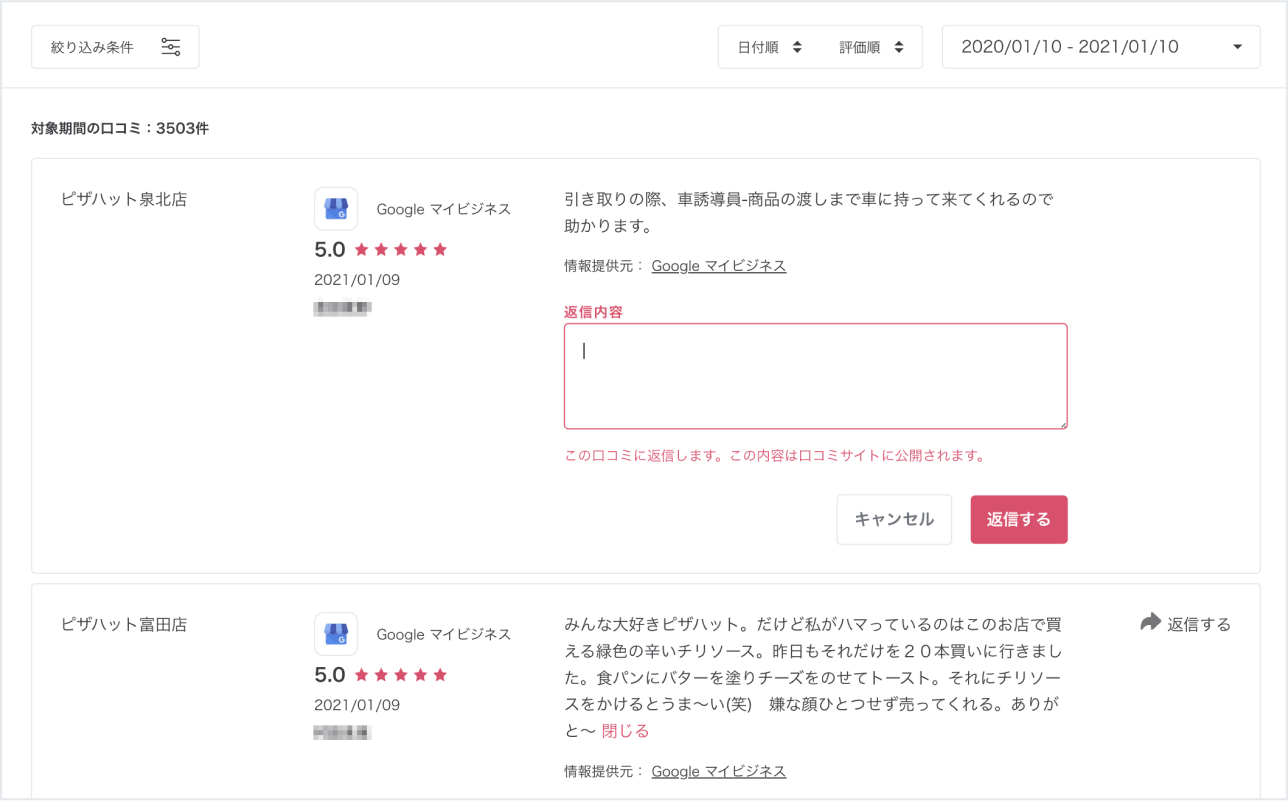 絞り込み条件
日付順
評価順
2020/01/10 - 2021/01/10
対象期間の口コミ：3503件
ピザハット泉北店
Google マイビジネス
5.0
2021/01/09
引き取りの際、車誘導員-商品の渡しまで車に持って来てくれるので
助かります。
情報提供元： Google マイビジネス
返信内容
この口コミに返信します。この内容は口コミサイトに公開されます。
キャンセル
返信する
ピザハット富田店
G
Google マイビジネス
5.0
2021/01/09
みんな大好きピザハット。だけど私がハマっているのはこのお店で買
える緑色の辛いチリソース。昨日もそれだけを２０本買いに行きまし
た。食パンにバターを塗りチーズをのせてトースト。それにチリソー
スをかけるとうま〜い(笑)　嫌な顔ひとつせず売ってくれる。ありが
と〜 閉じる
情報提供元： Google マイビジネス
返信する